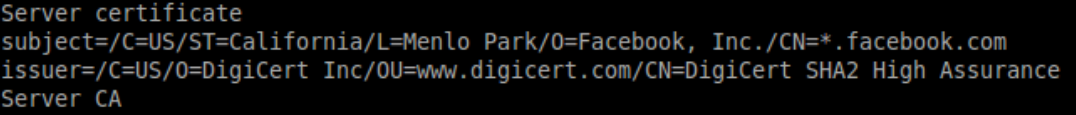 Server certificate
subject=/C=US/ST=California/L=Menlo Park/O=Facebook, Inc./CN=*.facebook.com
issuer=/C=US/O=DigiCert Inc/OU=www.digicert.com/CN=DigiCert SHA2 High Assurance
Server CA